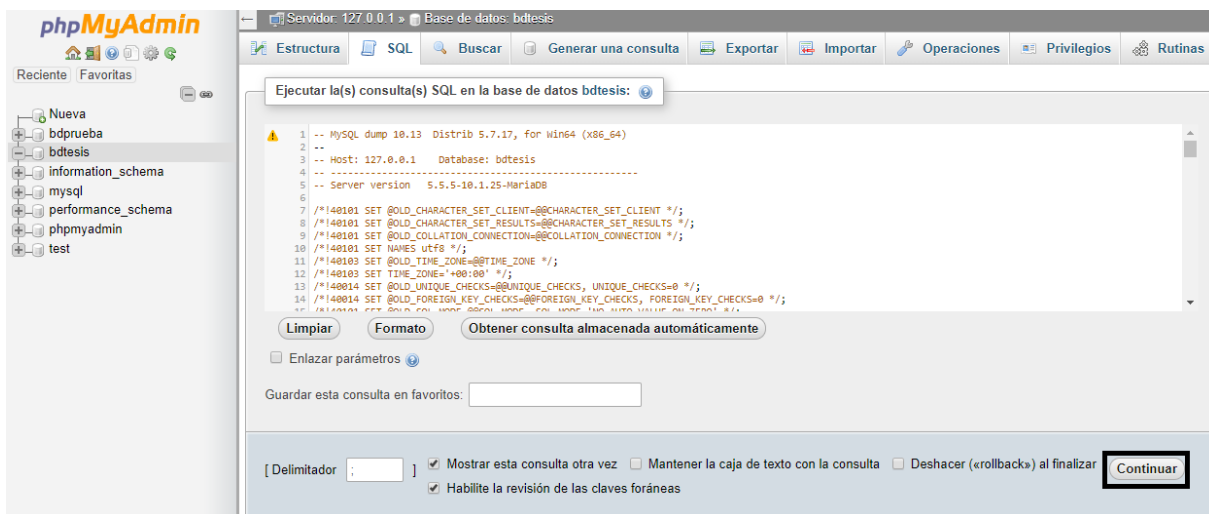 phpMyAdmin
Reciente Favoritas
Nueva
bdprueba
bdtesis
information_schema
mysql
performance_schema
phpmyadmin
test
Servidor: 127.0.0.1 » Base de datos: bdtesis
Estructura SQL Buscar Generar una consulta Exportar Importar Operaciones Privilegios Rutinas
Ejecutar la(s) consulta(s) SQL en la base de datos bdtesis:
1 -- MySQL dump 10.13 Distrib 5.7.17, for Win64 (x86_64)
2 --
3 -- Host: 127.0.0.1 Database: bdtesis
4 -- ------------------------------------------------------
5 -- Server version 5.5.5-10.1.25-MariaDB
6
7 /*!40101 SET @OLD_CHARACTER_SET_CLIENT=@@CHARACTER_SET_CLIENT */;
8 /*!40101 SET @OLD_CHARACTER_SET_RESULTS=@@CHARACTER_SET_RESULTS */;
9 /*!40101 SET @OLD_COLLATION_CONNECTION=@@COLLATION_CONNECTION */;
10 /*!40101 SET NAMES utf8 */;
11 /*!40103 SET @OLD_TIME_ZONE=@@TIME_ZONE */;
12 /*!40103 SET TIME_ZONE='+00:00' */;
13 /*!40014 SET @OLD_UNIQUE_CHECKS=@@UNIQUE_CHECKS, UNIQUE_CHECKS=0 */;
14 /*!40014 SET @OLD_FOREIGN_KEY_CHECKS=@@FOREIGN_KEY_CHECKS, FOREIGN_KEY_CHECKS=0 */;
15 /*!40101 SET @OLD_SQL_MODE=@@SQL_MODE, SQL_MODE='NO_AUTO_VALUE_ON_ZERO' */;
Limpiar Formato Obtener consulta almacenada automáticamente
Enlazar parámetros
Guardar esta consulta en favoritos:
[ Delimitador ; ] Mostrar esta consulta otra vez Mantener la caja de texto con la consulta Deshacer («rollback») al finalizar Continuar
Habilite la revisión de las claves foráneas